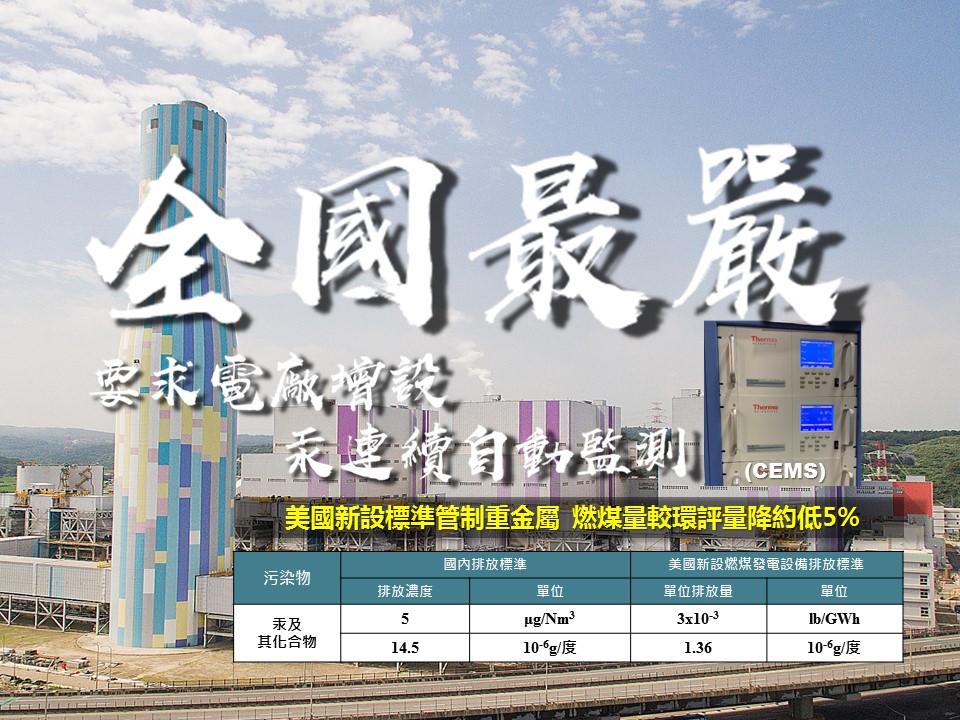 全國最嚴
要求電廠增設
汞連續自動監測
Thermo
SCIENTIFIC
Thermo
SCIENTIFIC
(CEMS)
美國新設標準管制重金屬 燃煤量較環評量降約低5%
污染物 國內排放標準 美國新設燃煤發電設備排放標準
排放濃度 單位 單位排放量 單位
汞及其化合物 5 μg/Nm³ 3x10⁻³ lb/GWh
14.5 10⁻⁶g/度 1.36 10⁻⁶g/度